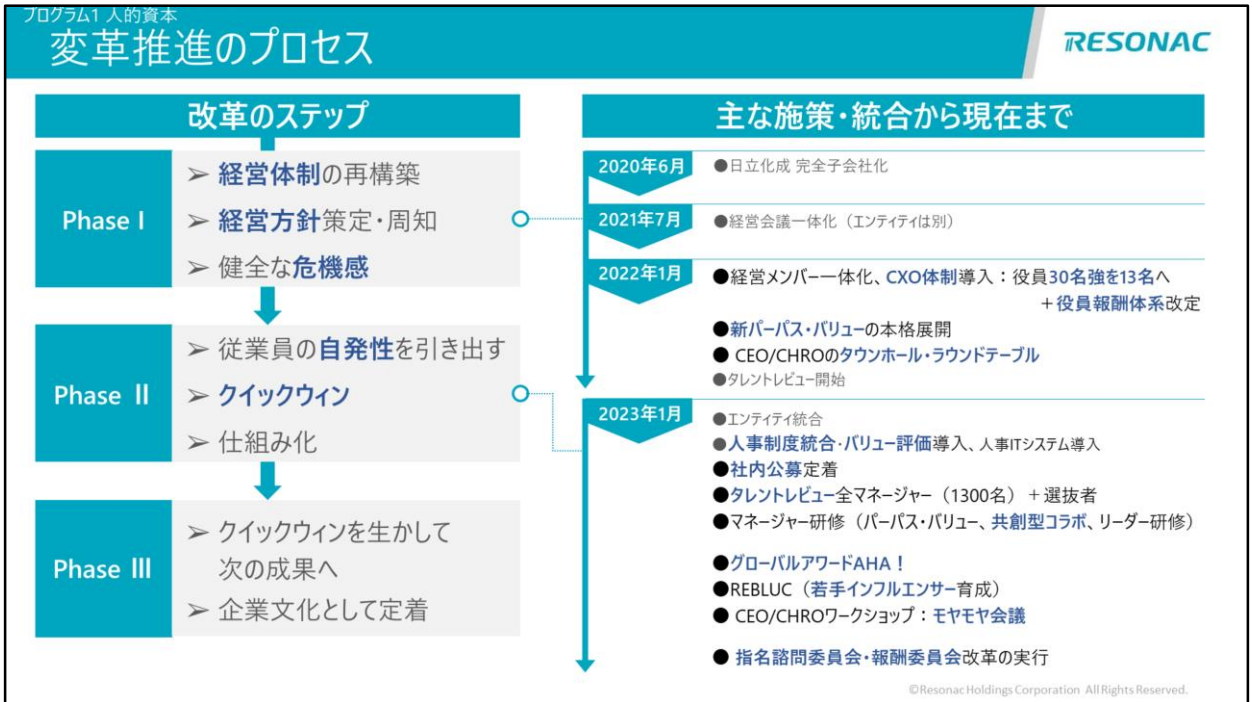 プログラム1 人的資本
変革推進のプロセス
RESONAC
改革のステップ
Phase Ⅰ
➢ 経営体制の再構築
➢ 経営方針策定・周知
➢ 健全な危機感
Phase Ⅱ
➢ 従業員の自発性を引き出す
➢ クイックウィン
➢ 仕組み化
Phase Ⅲ
➢ クイックウィンを生かして
次の成果へ
➢ 企業文化として定着
主な施策・統合から現在まで
2020年6月
●日立化成 完全子会社化
2021年7月
●経営会議一体化（エンティティは別）
2022年1月
●経営メンバー一体化、CXO体制導入：役員30名強を13名へ
＋役員報酬体系改定
●新パーパス・バリューの本格展開
● CEO/CHROのタウンホール・ラウンドテーブル
●タレントレビュー開始
2023年1月
●エンティティ統合
●人事制度統合・バリュー評価導入、人事ITシステム導入
●社内公募定着
●タレントレビュー全マネージャー（1300名）＋選抜者
●マネージャー研修（パーパス・バリュー、共創型コラボ、リーダー研修）
●グローバルアワードAHA！
●REBLUC（若手インフルエンサー育成）
● CEO/CHROワークショップ：モヤモヤ会議
● 指名諮問委員会・報酬委員会改革の実行
©Resonac Holdings Corporation All Rights Reserved.